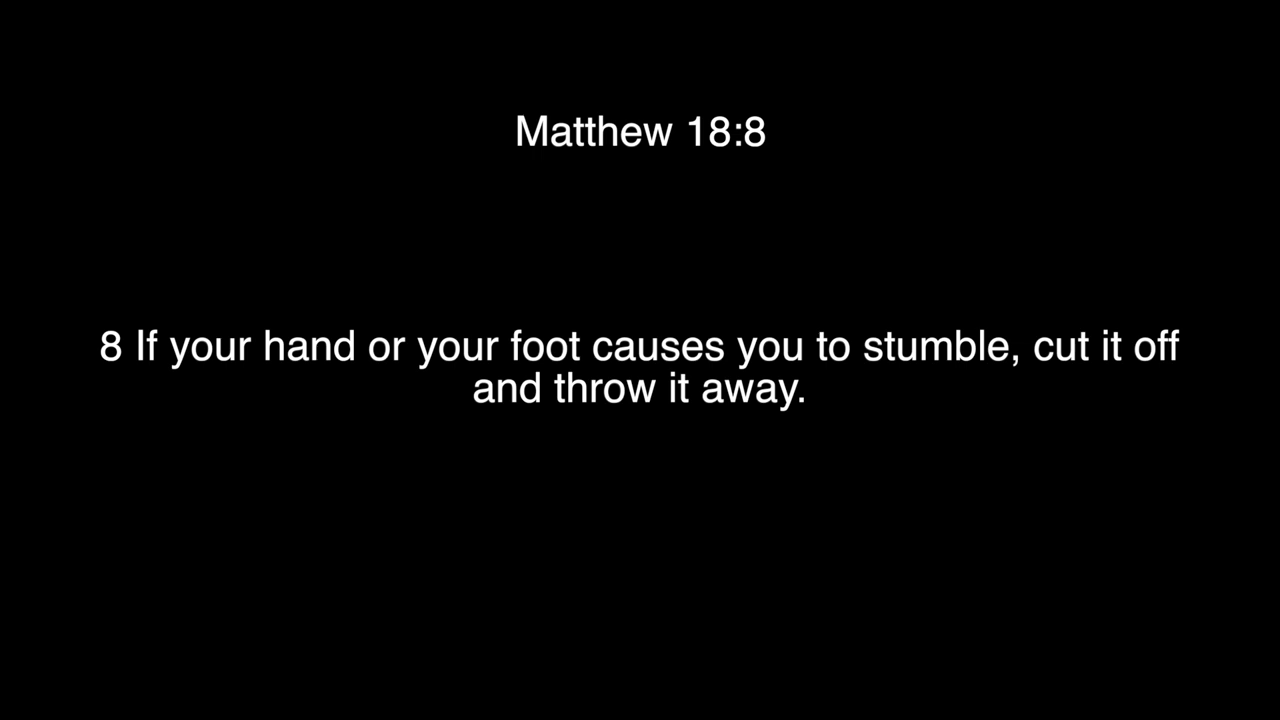 Matthew 18:8
8 If your hand or your foot causes you to stumble, cut it off
and throw it away.